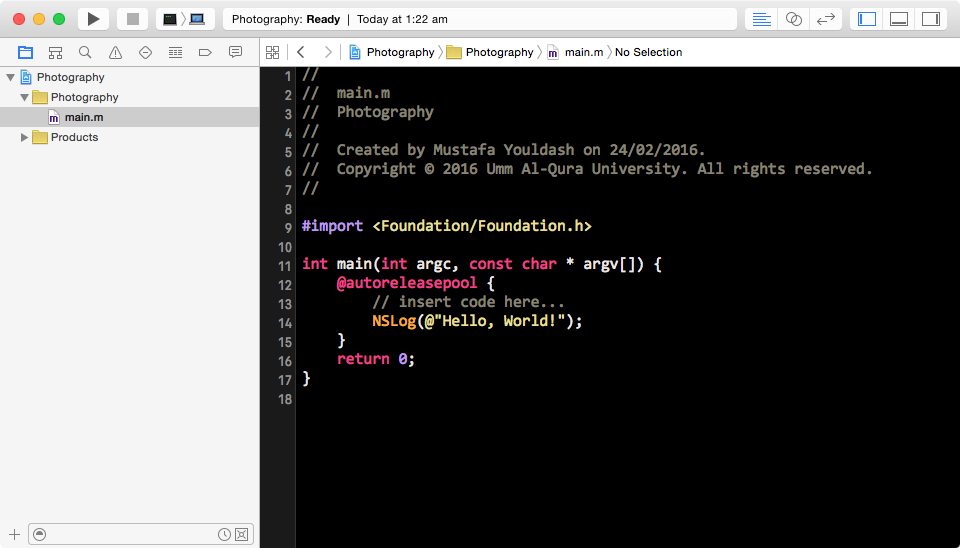 Photography: Ready | Today at 1:22 am
Photography 〉 Photography 〉 m main.m 〉 No Selection
Photography
Photography
m main.m
Products
1 //
2 //  main.m
3 //  Photography
4 //
5 //  Created by Mustafa Youldash on 24/02/2016.
6 //  Copyright © 2016 Umm Al-Qura University. All rights reserved.
7 //
8
9 #import <Foundation/Foundation.h>
10
11 int main(int argc, const char * argv[]) {
12     @autoreleasepool {
13         // insert code here...
14         NSLog(@"Hello, World!");
15     }
16     return 0;
17 }
18